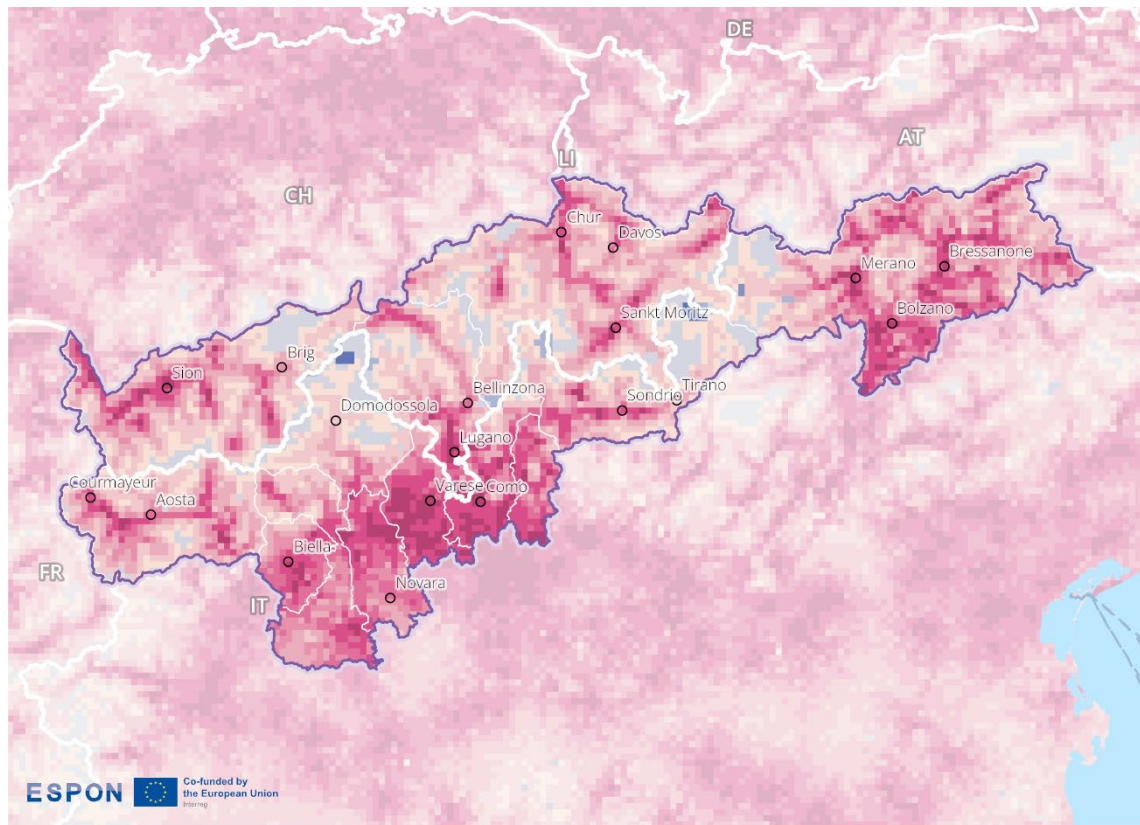 DE
AT
LI
CH
Chur
Davos
Bressanone
Merano
Bolzano
Sankt Moritz
Brig
Sion
Tirano
Bellinzona
Sondrio
Domodossola
Lugano
Courmayeur
Varese
Como
Aosta
Biella
FR
Novara
IT
ESPON
Co-funded by
the European Union
Interreg